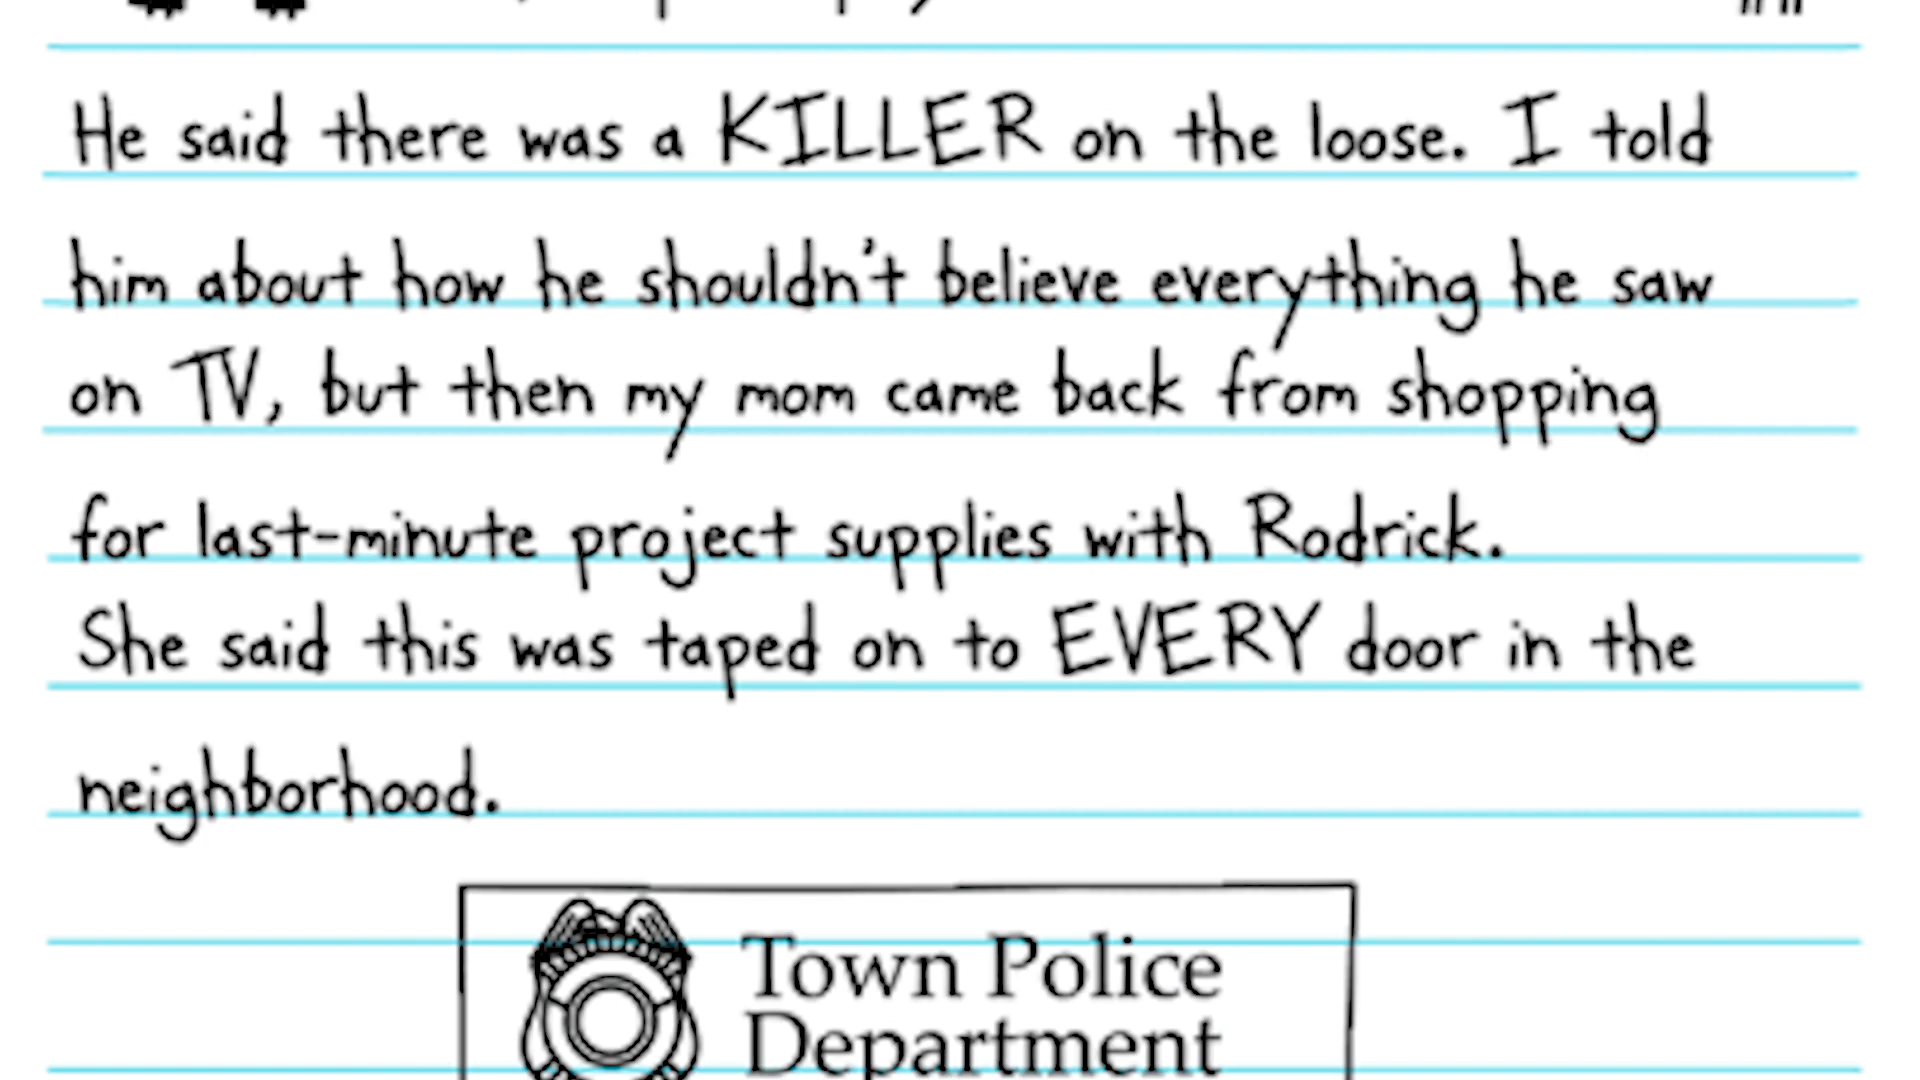 He said there was a KILLER on the loose. I told
him about how he shouldn't believe everything he saw
on TV, but then my mom came back from shopping
for last-minute project supplies with Rodrick.
She said this was taped on to EVERY door in the
neighborhood.
Town Police
Department